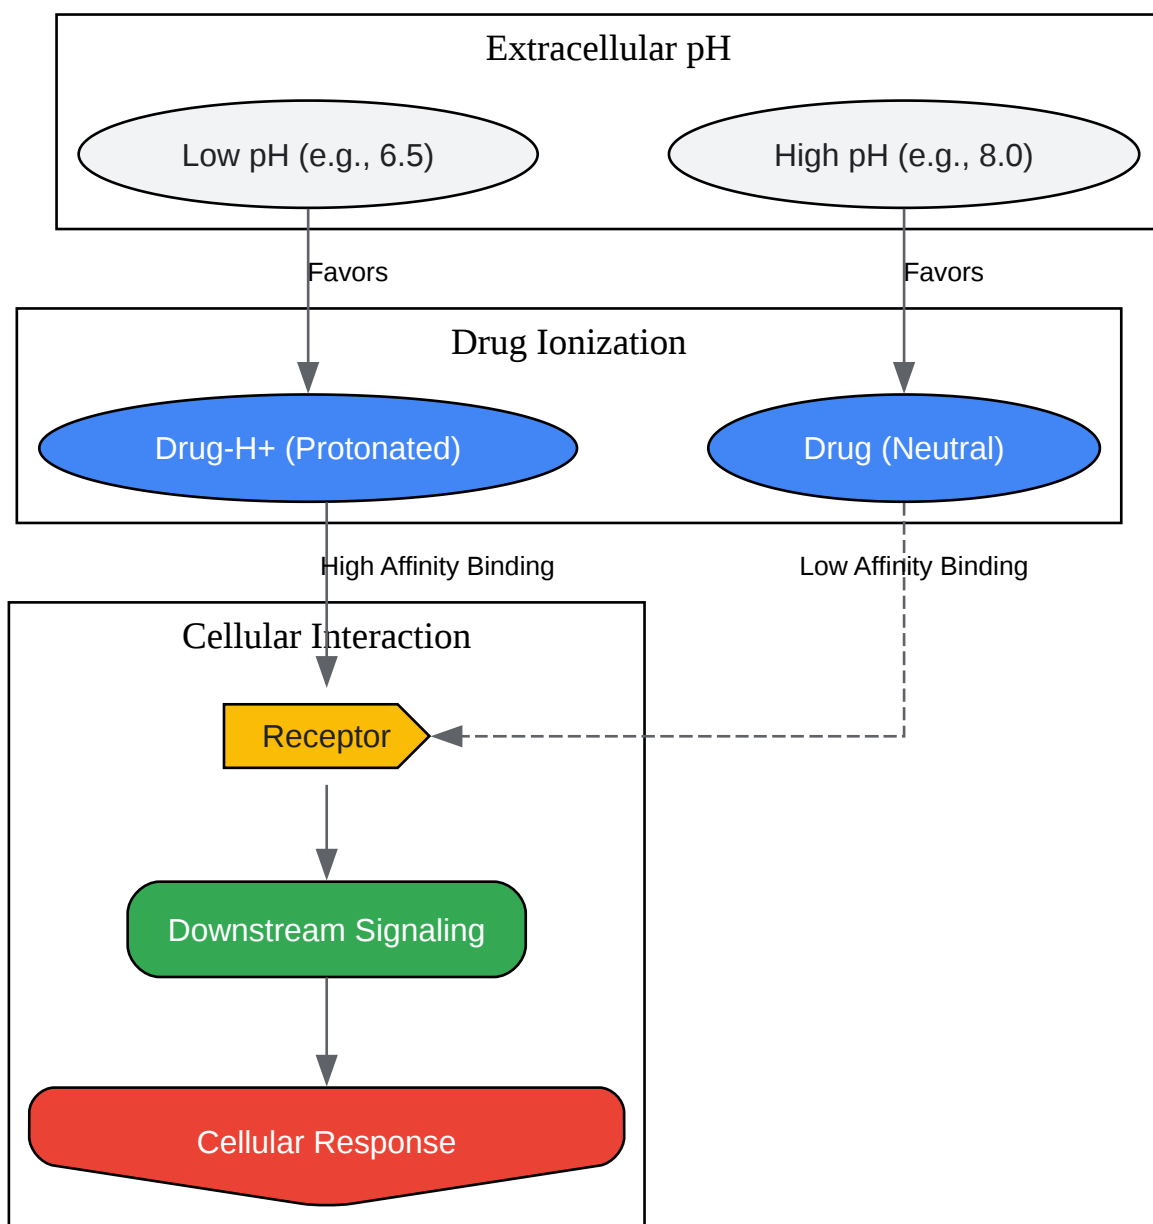 Extracellular pH
Low pH (e.g., 6.5)
High pH (e.g., 8.0)
Favors
Favors
Drug Ionization
Drug-H+ (Protonated)
Drug (Neutral)
High Affinity Binding
Low Affinity Binding
Cellular Interaction
Receptor
Downstream Signaling
Cellular Response